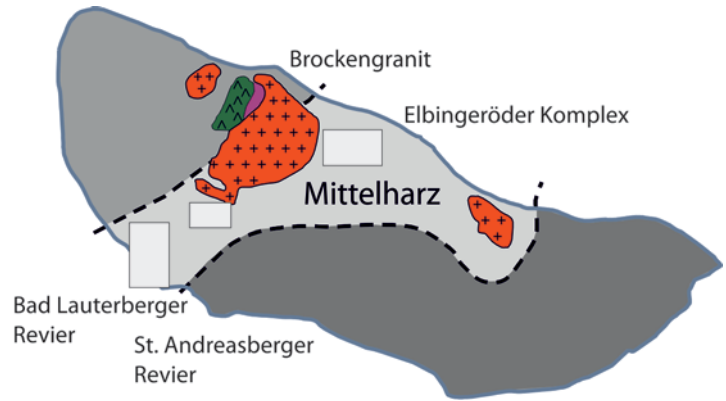 Brockengranit
Elbingeröder Komplex
Mittelharz
Bad Lauterberger
Revier
St. Andreasberger
Revier